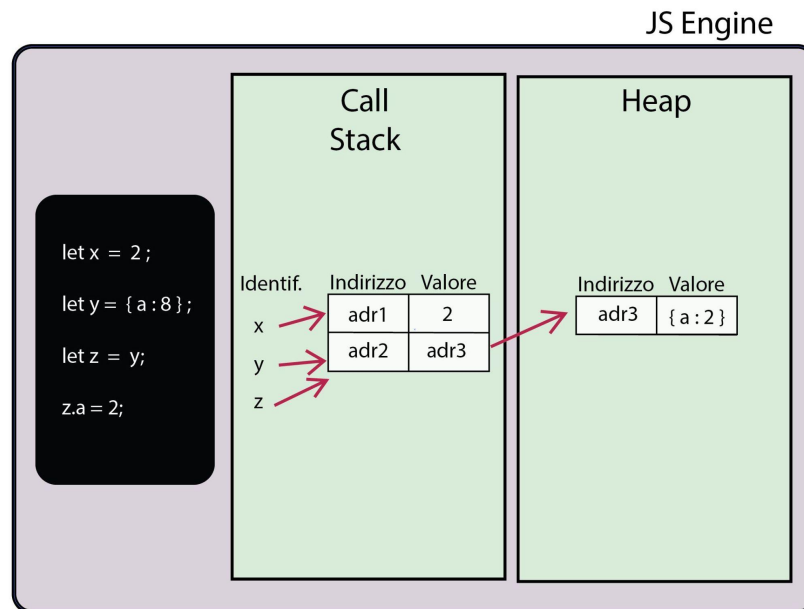 JS Engine
Call
Stack
Heap
let x = 2 ;
let y = { a : 8 } ;
let z = y;
z.a = 2;
Identif. Indirizzo Valore
x adr1 2
y adr2 adr3
z
Indirizzo Valore
adr3 { a : 2 }